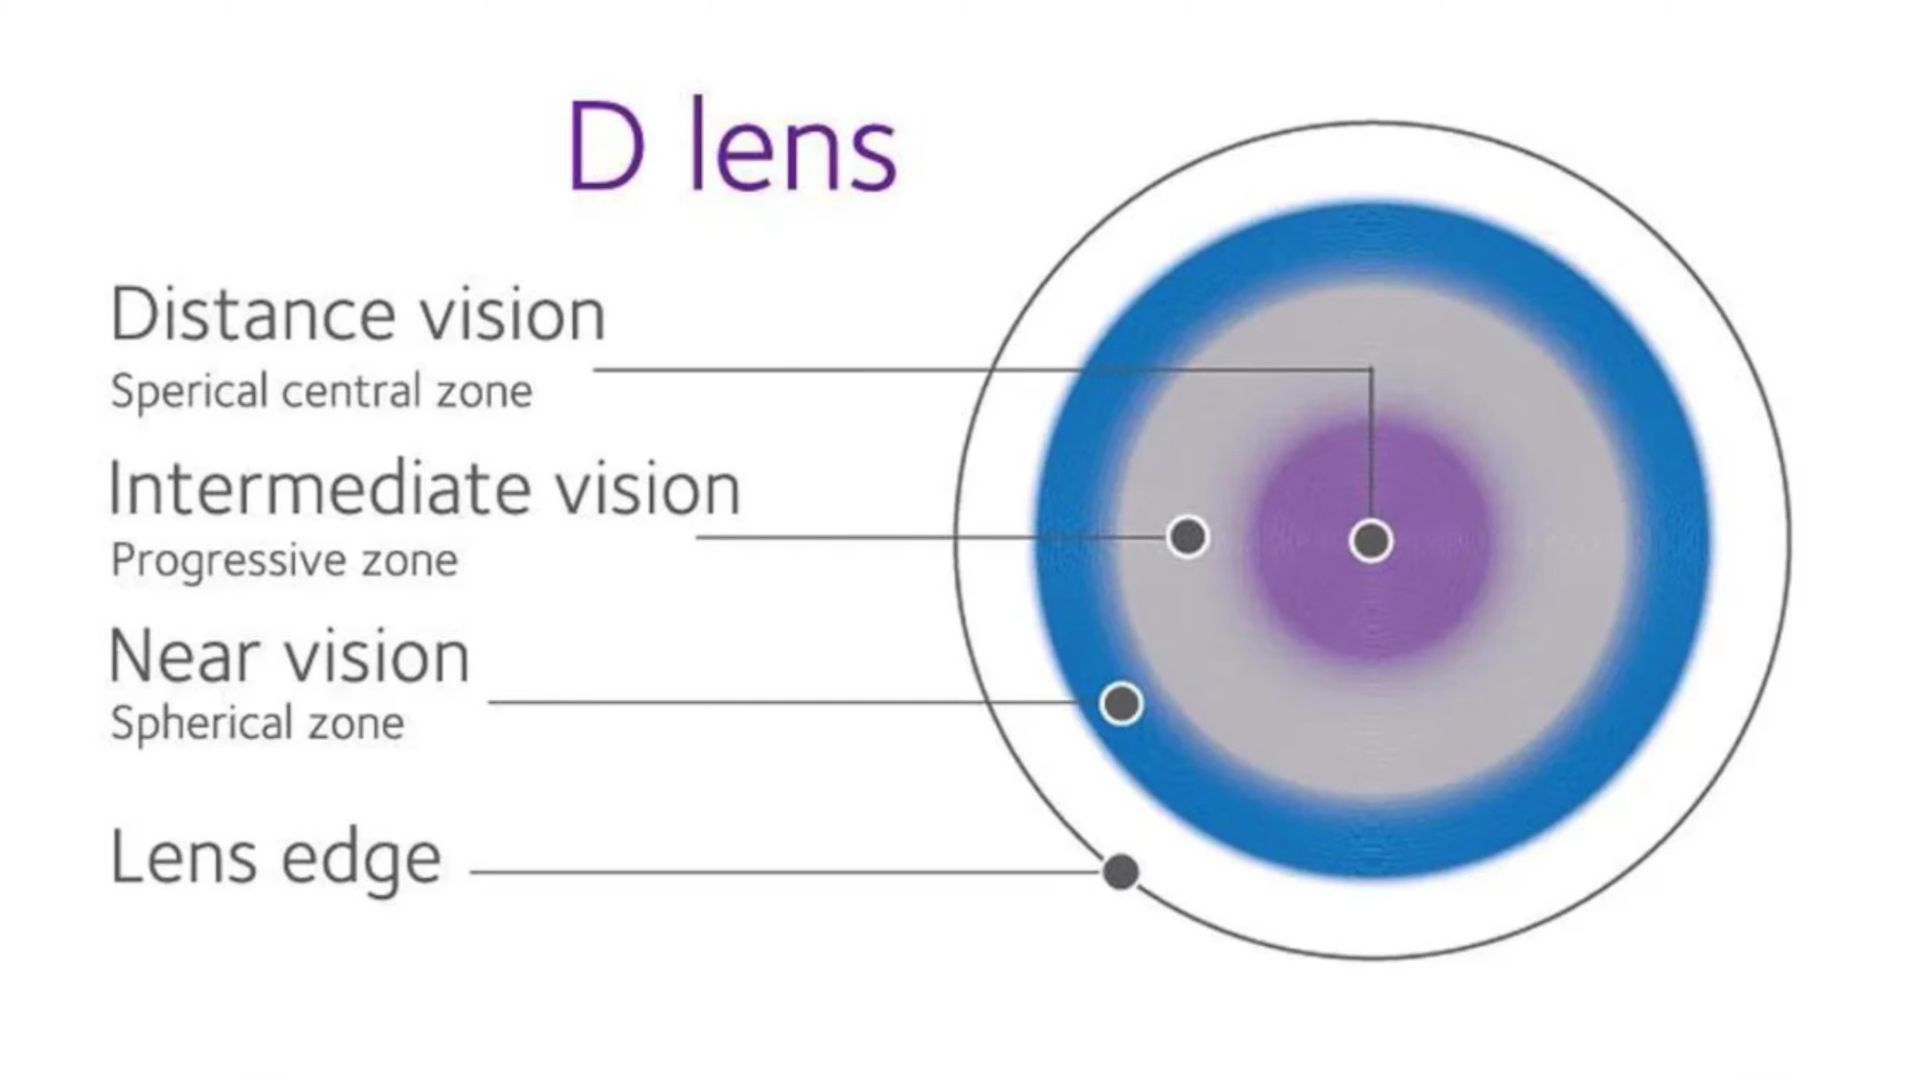 D lens
Distance vision
Sperical central zone
Intermediate vision
Progressive zone
Near vision
Spherical zone
Lens edge